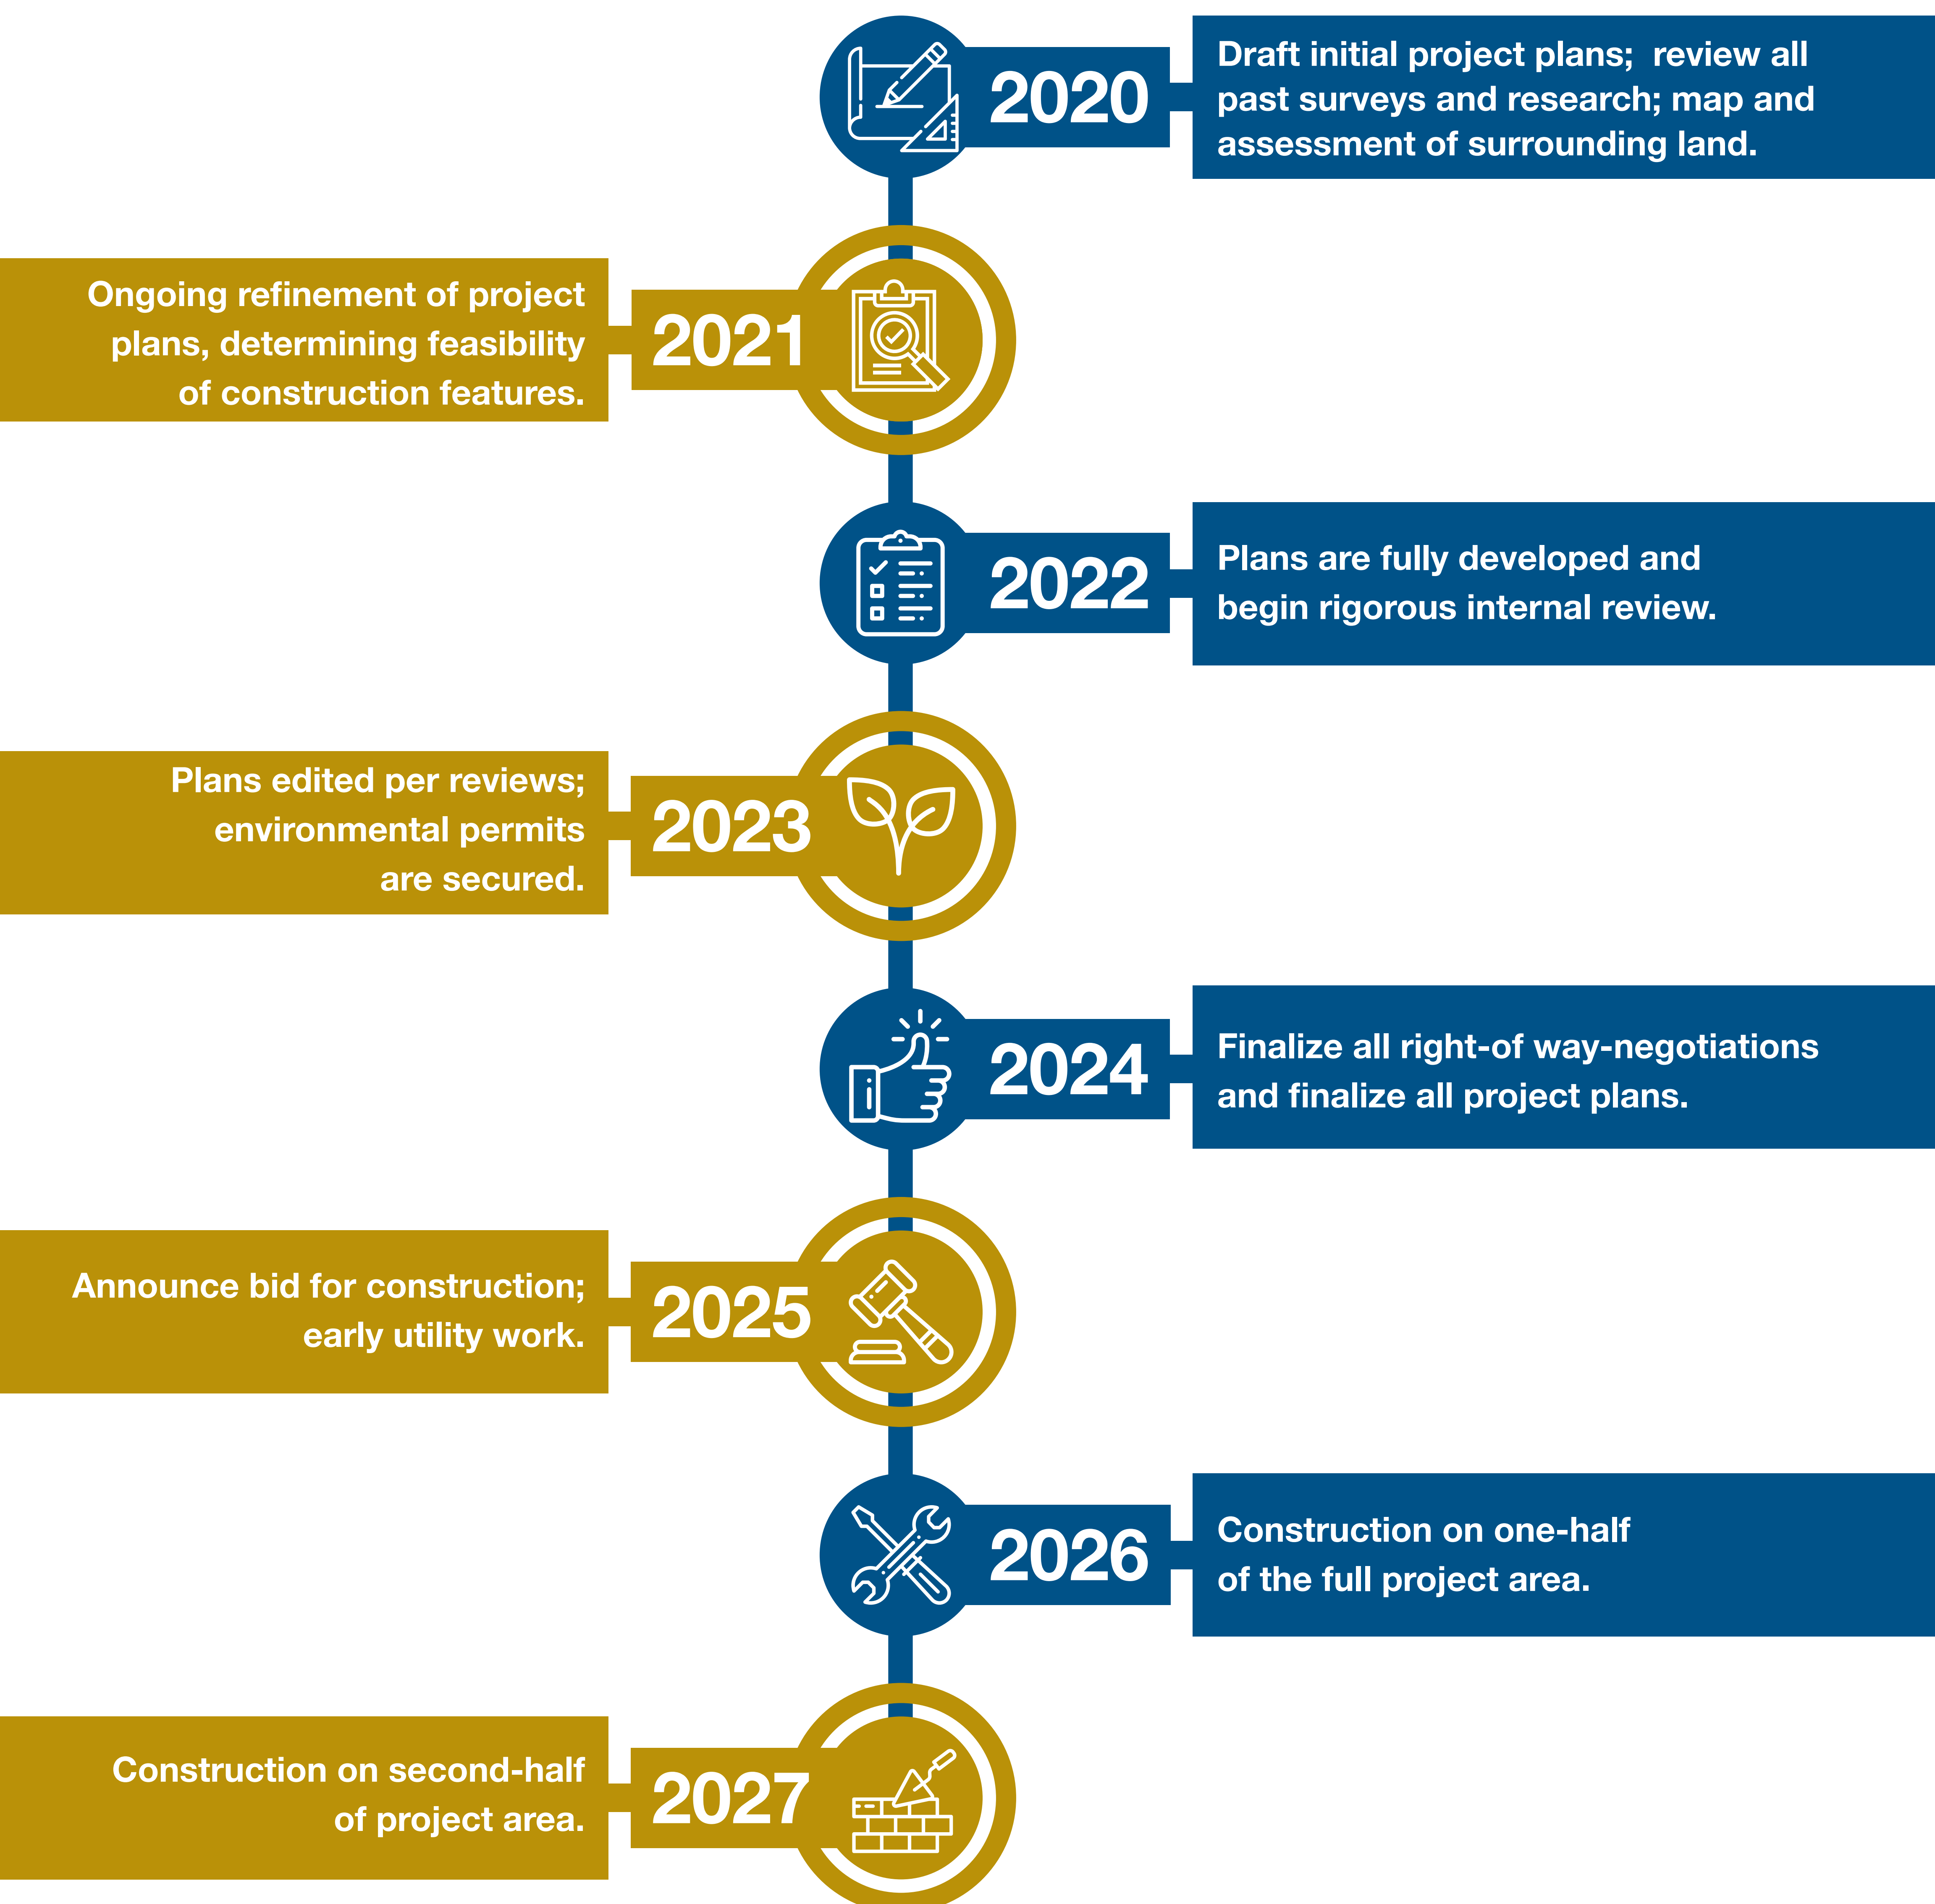 2020
Draft initial project plans;  review all
past surveys and research; map and
assessment of surrounding land.
2021
Ongoing refinement of project
plans, determining feasibility
of construction features.
2022
Plans are fully developed and
begin rigorous internal review.
2023
Plans edited per reviews;
environmental permits
are secured.
2024
Finalize all right-of way-negotiations
and finalize all project plans.
2025
Announce bid for construction;
early utility work.
2026
Construction on one-half
of the full project area.
2027
Construction on second-half
of project area.